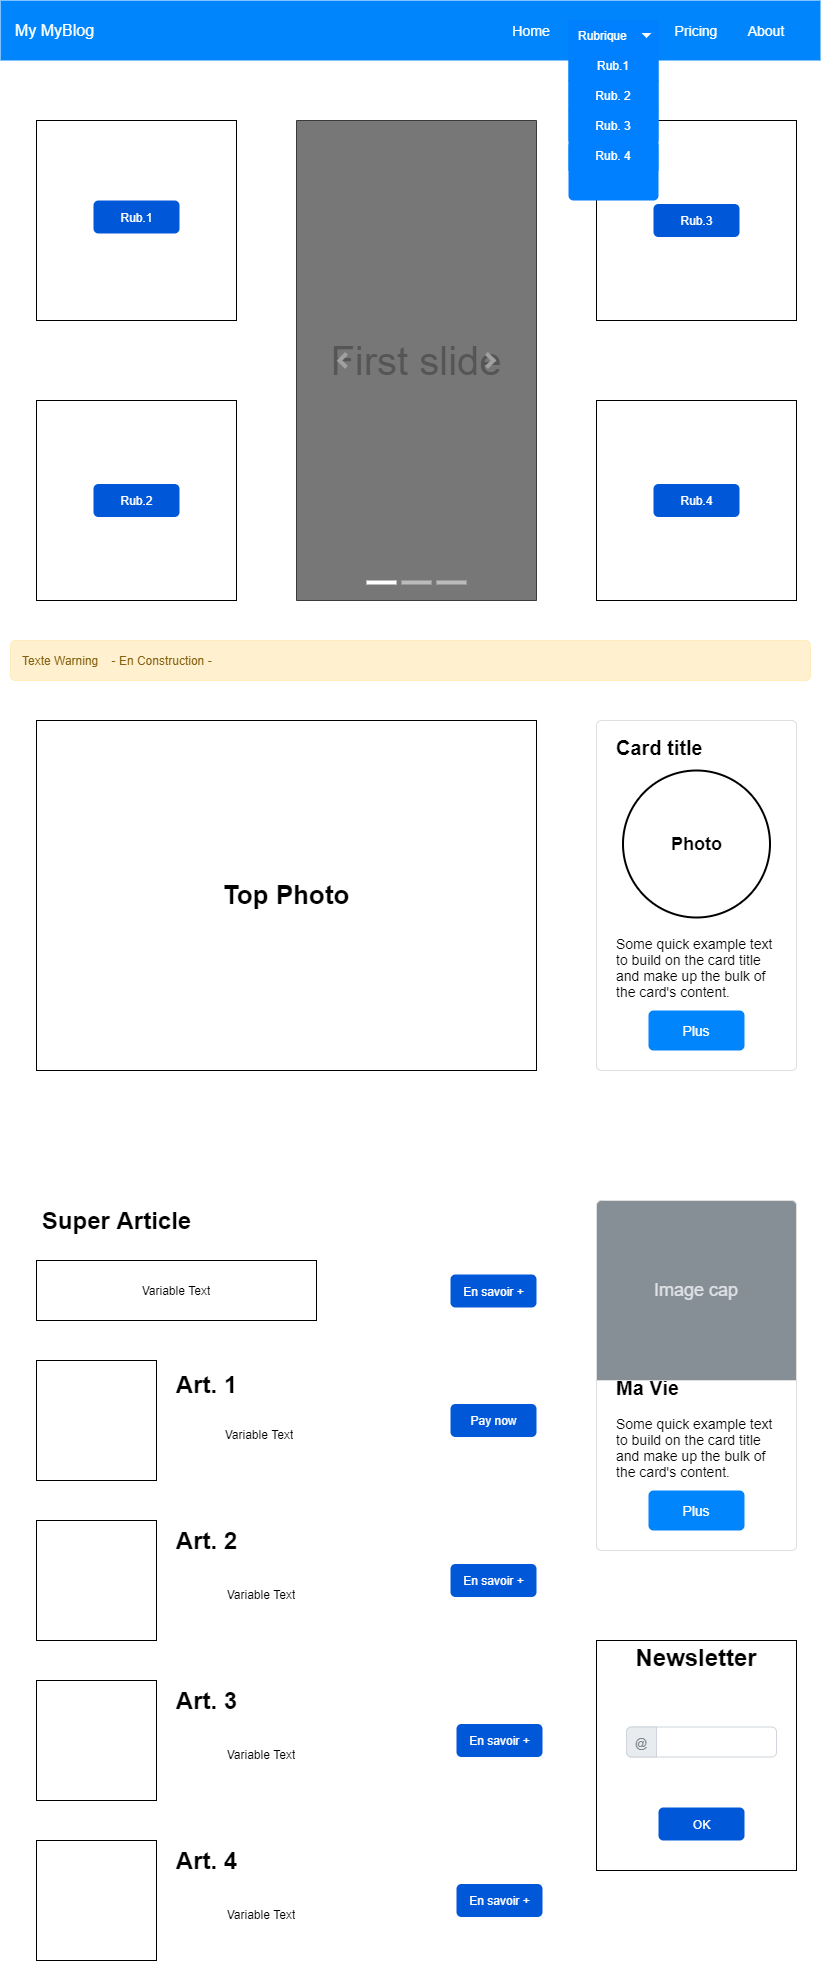 My MyBlog
Home
Rubrique
Pricing
About
Rub.1
Rub. 2
Rub. 3
Rub. 4
Rub.1
First slide
Rub.3
Rub.2
Rub.4
Texte Warning - En Construction -
Top Photo
Card title
Photo
Some quick example text
to build on the card title
and make up the bulk of
the card's content.
Plus
Super Article
Variable Text
En savoir +
Art. 1
Variable Text
Pay now
Art. 2
Variable Text
En savoir +
Art. 3
Variable Text
En savoir +
Art. 4
Variable Text
En savoir +
Image cap
Ma Vie
Some quick example text
to build on the card title
and make up the bulk of
the card's content.
Plus
Newsletter
@
OK